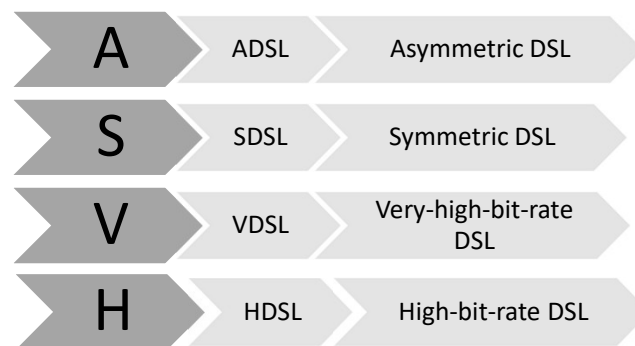 A ADSL Asymmetric DSL
S SDSL Symmetric DSL
V VDSL Very-high-bit-rate
DSL
H HDSL High-bit-rate DSL